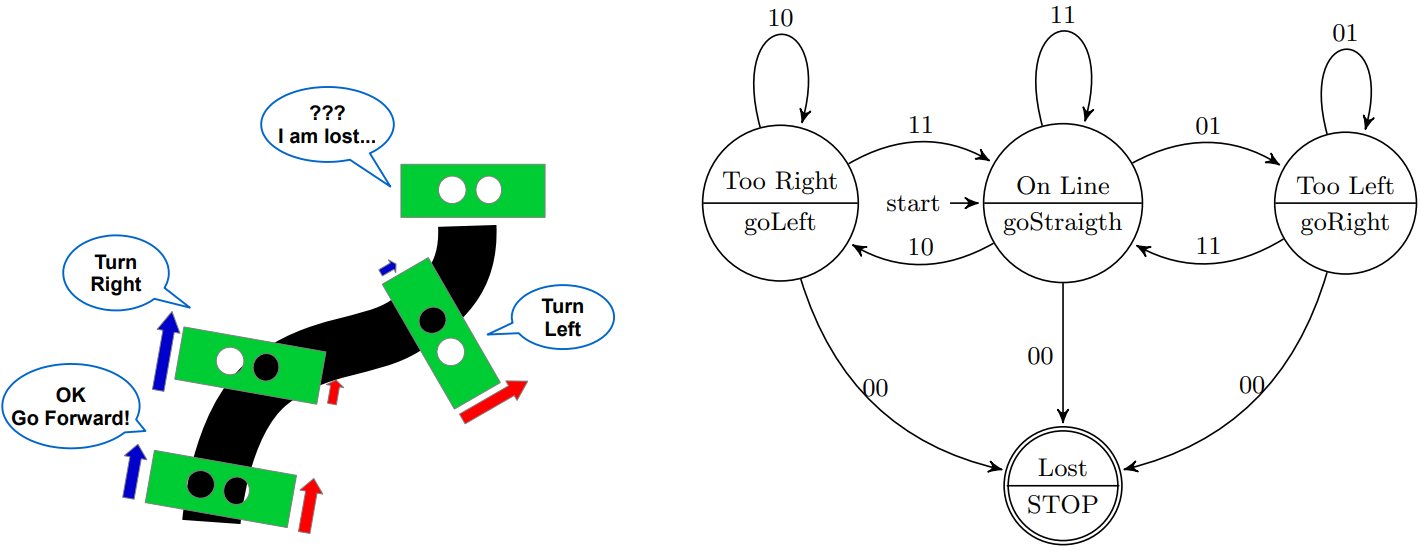 ???
I am lost...
Turn
Right
Turn
Left
OK
Go Forward!
10
11
01
11
01
Too Right
goLeft
start
On Line
goStraigth
Too Left
goRight
10
11
00
00
00
Lost
STOP